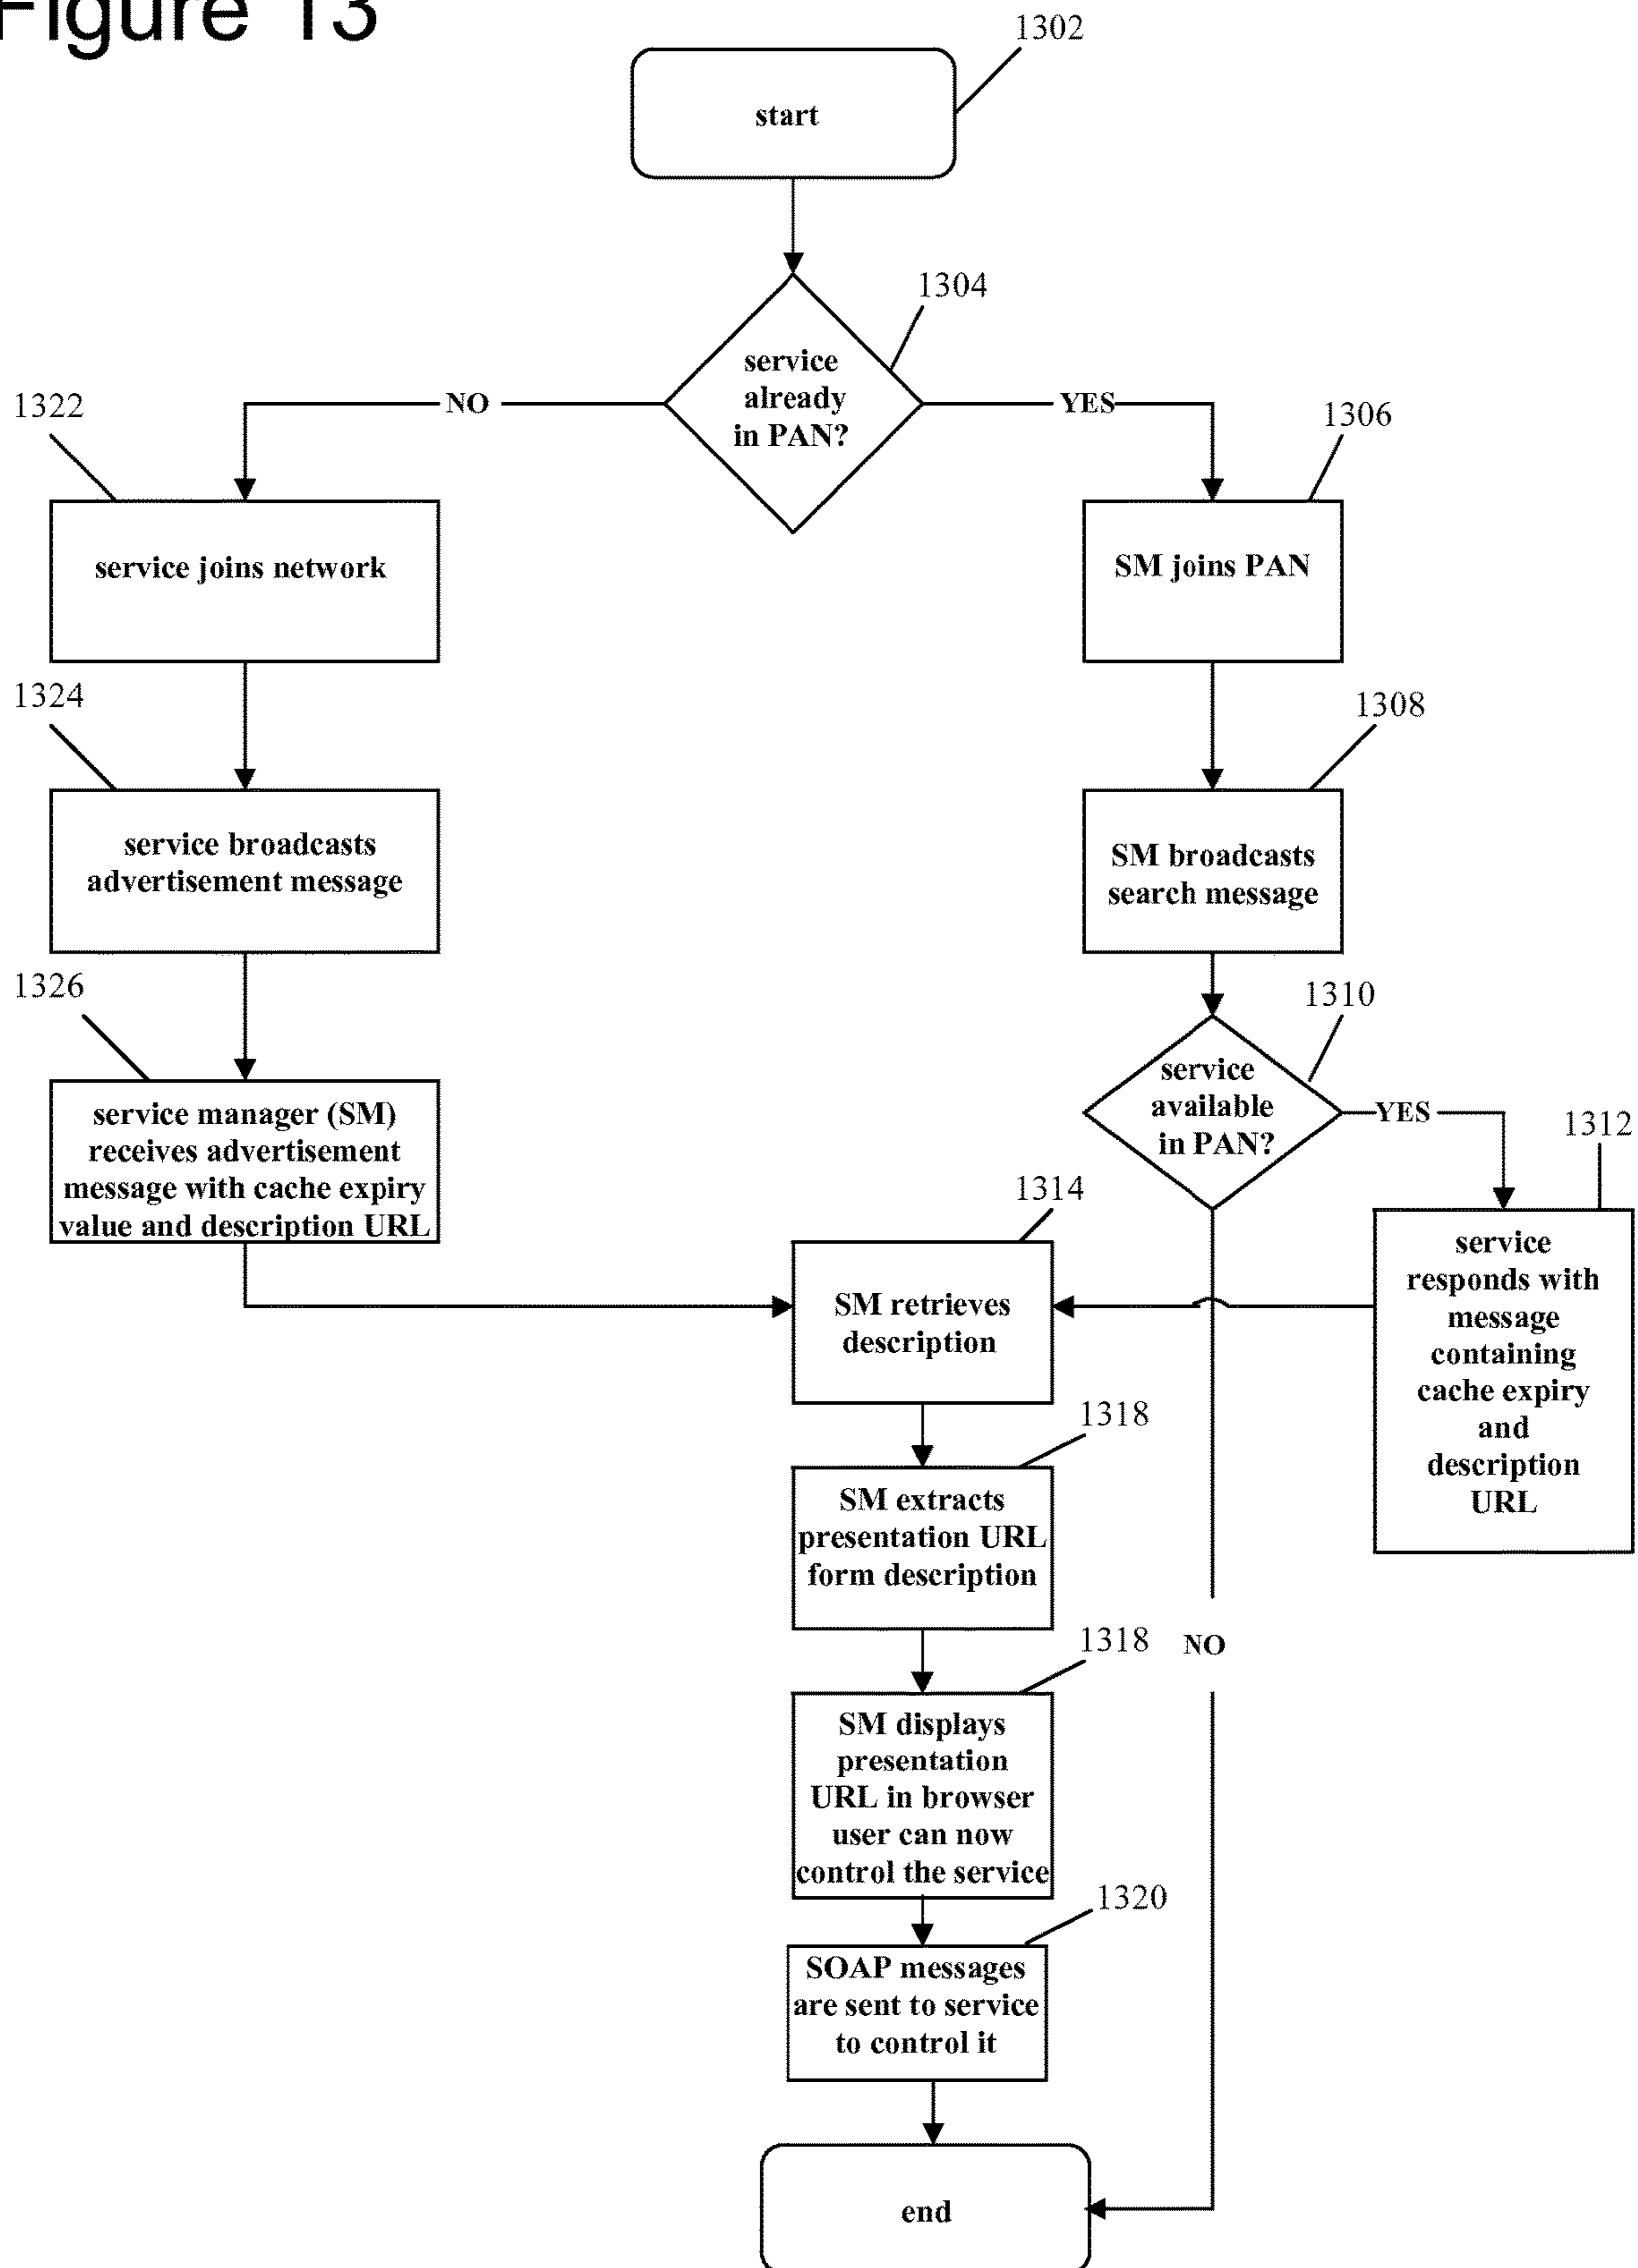 Figure 13
1302
start
1304
service
already
in PAN?
NO
YES
1322
1306
service joins network
SM joins PAN
1324
1308
service broadcasts
advertisement message
SM broadcasts
search message
1326
1310
service manager (SM)
receives advertisement
message with cache expiry
value and description URL
service
available
in PAN?
YES
1312
1314
service
responds with
message
containing
cache expiry
and
description
URL
SM retrieves
description
1318
SM extracts
presentation URL
form description
1318
NO
SM displays
presentation
URL in browser
user can now
control the service
1320
SOAP messages
are sent to service
to control it
end